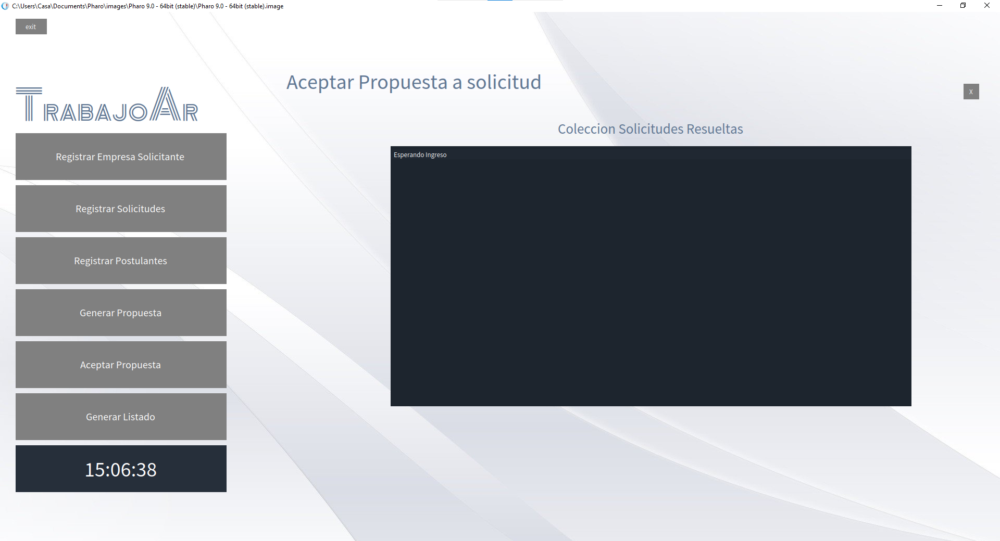 C:\Users\Casa\Documents\Pharo\images\Pharo 9.0 - 64bit (stable)\Pharo 9.0 - 64bit (stable).image
exit
Aceptar Propuesta a solicitud
X
TrabajoAr
Coleccion Solicitudes Resueltas
Esperando Ingreso
Registrar Empresa Solicitante
Registrar Solicitudes
Registrar Postulantes
Generar Propuesta
Aceptar Propuesta
Generar Listado
15:06:38